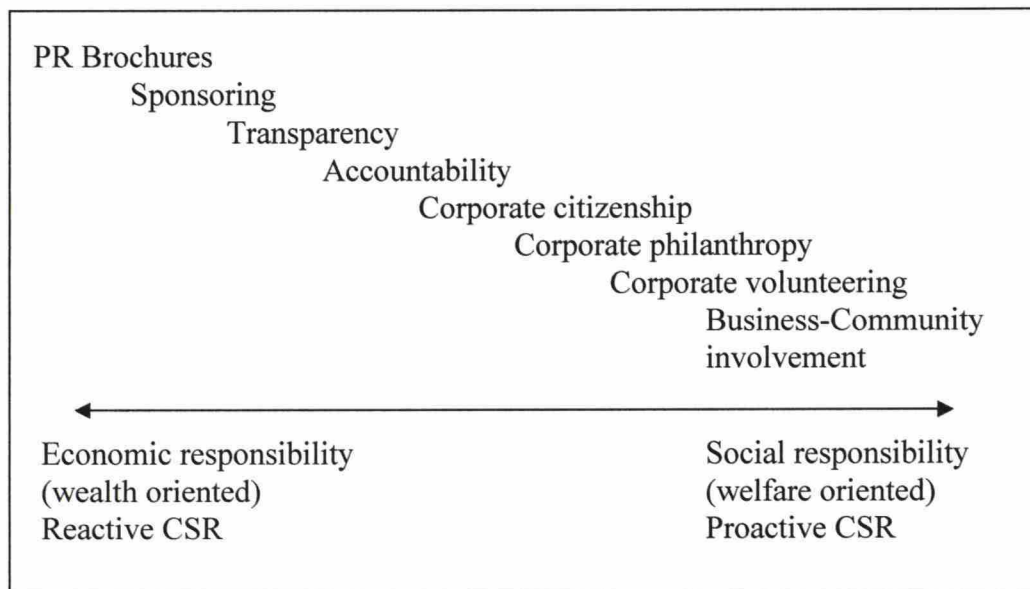 PR Brochures
Sponsoring
Transparency
Accountability
Corporate citizenship
Corporate philanthropy
Corporate volunteering
Business-Community
involvement
Economic responsibility
(wealth oriented)
Reactive CSR
Social responsibility
(welfare oriented)
Proactive CSR